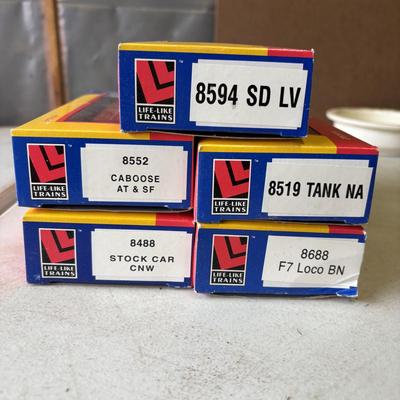 8594 SD LV
LIFE-LIKE
TRAINS
8552
CABOOSE
AT & SF
LIFE-LIKE
TRAINS
8519 TANK NA
LIFE-LIKE
TRAINS
8488
STOCK CAR
CNW
LIFE-LIKE
TRAINS
8688
F7 Loco BN
LIFE-LIKE
TRAINS